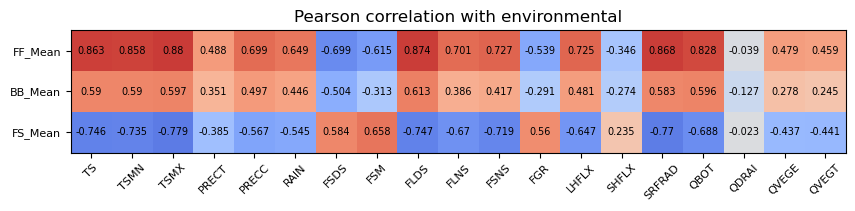 Pearson correlation with environmental
FF_Mean 0.863 0.858 0.88 0.488 0.699 0.649 -0.699 -0.615 0.874 0.701 0.727 -0.539 0.725 -0.346 0.868 0.828 -0.039 0.479 0.459
BB_Mean 0.59 0.59 0.597 0.351 0.497 0.446 -0.504 -0.313 0.613 0.386 0.417 -0.291 0.481 -0.274 0.583 0.596 -0.127 0.278 0.245
FS_Mean -0.746 -0.735 -0.779 -0.385 -0.567 -0.545 0.584 0.658 -0.747 -0.67 -0.719 0.56 -0.647 0.235 -0.77 -0.688 -0.023 -0.437 -0.441
TS TSMN TSMX PRECT PRECC RAIN FSDS FSM FLDS FLNS FSNS FGR LHFLX SHFLX SRFRAD QBOT QDRAI QVEGE QVEGT